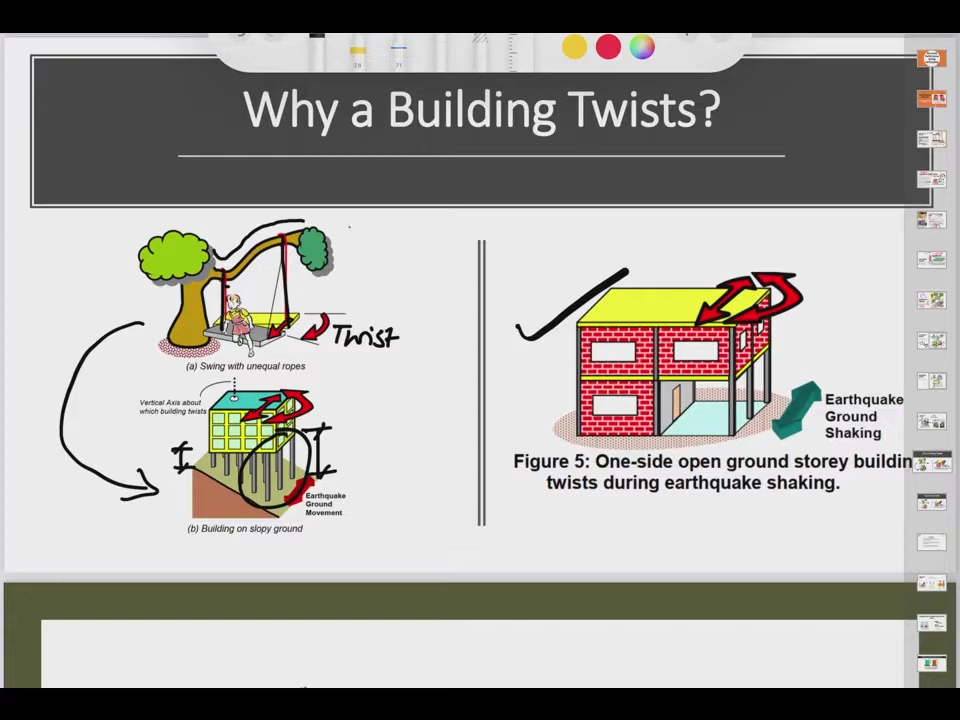 Why a Building Twists?
Twist
(a) Swing with unequal ropes
Vertical Axis about
which building twists
Earthquake
Ground
Movement
(b) Building on slopy ground
Earthquake
Ground
Shaking
Figure 5: One-side open ground storey buildin
twists during earthquake shaking.